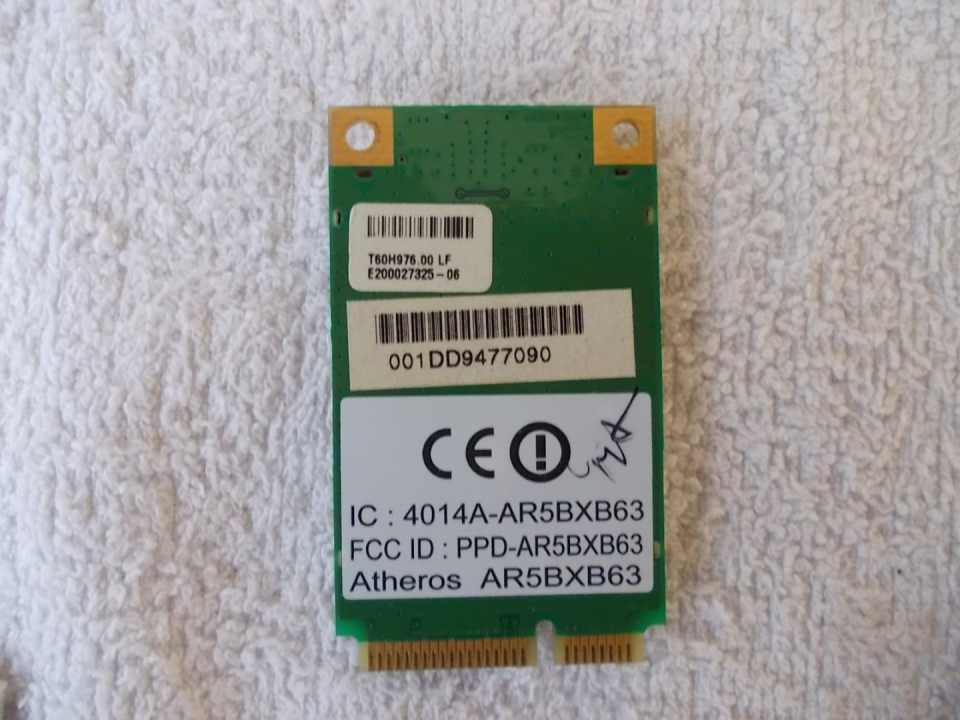 T60H976.00 LF
E200027325-06
001DD9477090
CE
IC : 4014A-AR5BXB63
FCC ID : PPD-AR5BXB63
Atheros AR5BXB63